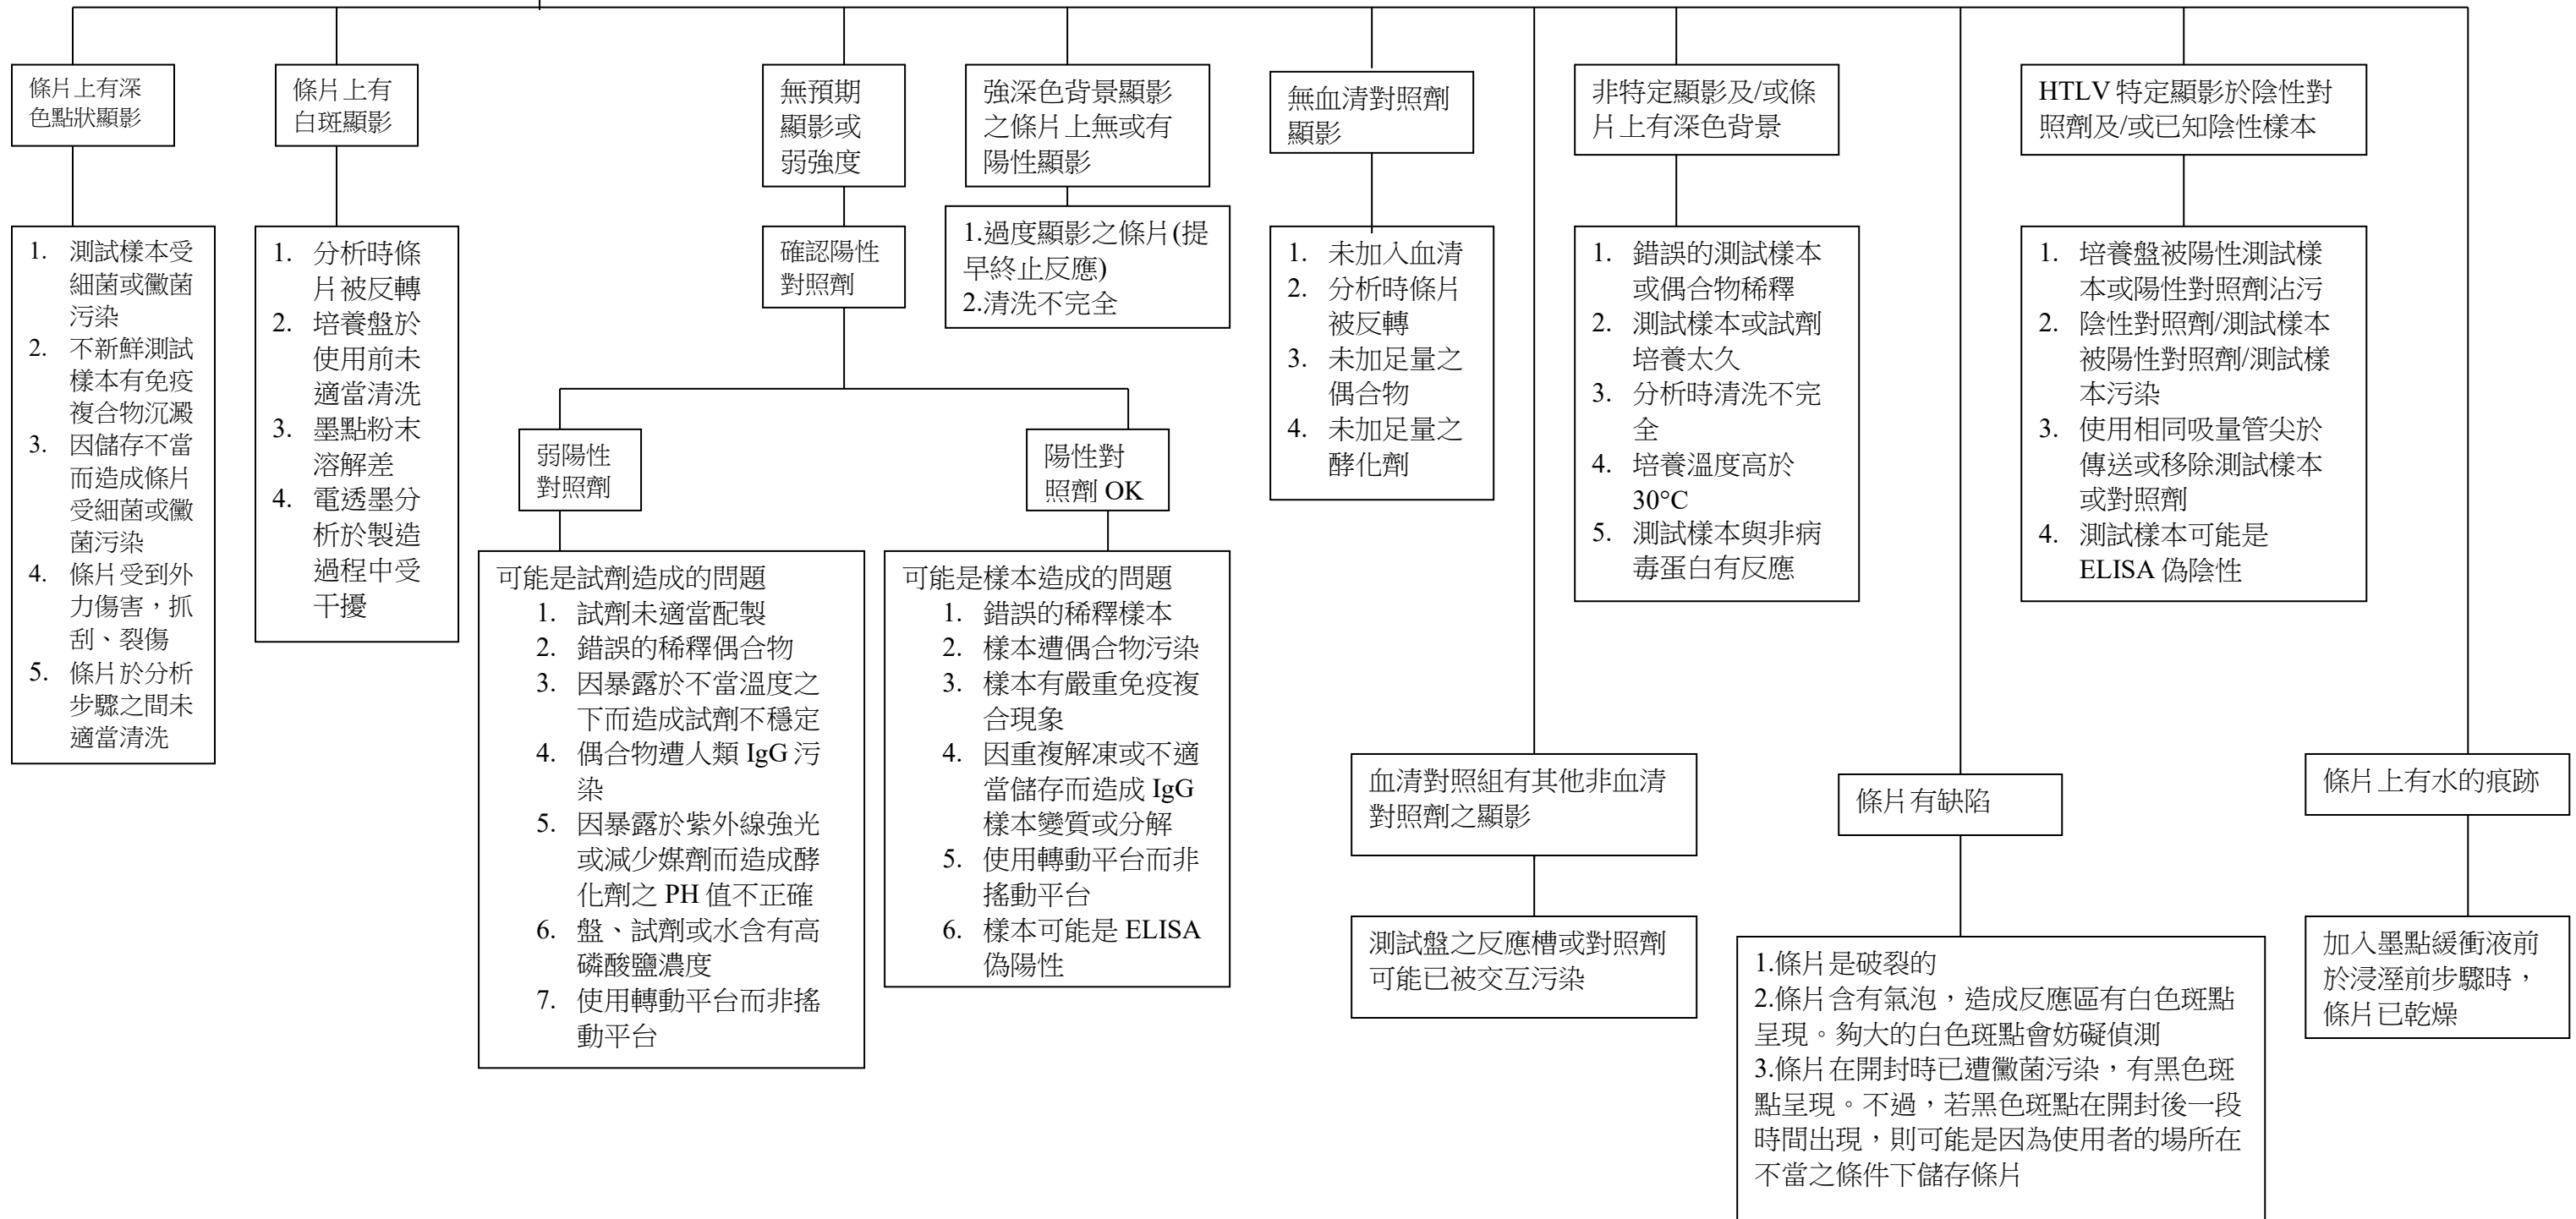 條片上有深
色點狀顯影
條片上有
白斑顯影
無預期
顯影或
弱強度
強深色背景顯影
之條片上無或有
陽性顯影
無血清對照劑
顯影
非特定顯影及/或條
片上有深色背景
HTLV 特定顯影於陰性對
照劑及/或已知陰性樣本
1. 測試樣本受
細菌或黴菌
污染
2. 不新鮮測試
樣本有免疫
複合物沉澱
3. 因儲存不當
而造成條片
受細菌或黴
菌污染
4. 條片受到外
力傷害，抓
刮、裂傷
5. 條片於分析
步驟之間未
適當清洗
1. 分析時條
片被反轉
2. 培養盤於
使用前未
適當清洗
3. 墨點粉末
溶解差
4. 電透墨分
析於製造
過程中受
干擾
確認陽性
對照劑
1.過度顯影之條片(提
早終止反應)
2.清洗不完全
1. 未加入血清
2. 分析時條片
被反轉
3. 未加足量之
偶合物
4. 未加足量之
酵化劑
1. 錯誤的測試樣本
或偶合物稀釋
2. 測試樣本或試劑
培養太久
3. 分析時清洗不完
全
4. 培養溫度高於
30°C
5. 測試樣本與非病
毒蛋白有反應
1. 培養盤被陽性測試樣
本或陽性對照劑沾污
2. 陰性對照劑/測試樣本
被陽性對照劑/測試樣
本污染
3. 使用相同吸量管尖於
傳送或移除測試樣本
或對照劑
4. 測試樣本可能是
ELISA 偽陰性
弱陽性
對照劑
陽性對
照劑 OK
可能是試劑造成的問題
1. 試劑未適當配製
2. 錯誤的稀釋偶合物
3. 因暴露於不當溫度之
下而造成試劑不穩定
4. 偶合物遭人類 IgG 污
染
5. 因暴露於紫外線強光
或減少媒劑而造成酵
化劑之 PH 值不正確
6. 盤、試劑或水含有高
磷酸鹽濃度
7. 使用轉動平台而非搖
動平台
可能是樣本造成的問題
1. 錯誤的稀釋樣本
2. 樣本遭偶合物污染
3. 樣本有嚴重免疫複
合現象
4. 因重複解凍或不適
當儲存而造成 IgG
樣本變質或分解
5. 使用轉動平台而非
搖動平台
6. 樣本可能是 ELISA
偽陽性
血清對照組有其他非血清
對照劑之顯影
條片有缺陷
條片上有水的痕跡
測試盤之反應槽或對照劑
可能已被交互污染
1.條片是破裂的
2.條片含有氣泡，造成反應區有白色斑點
呈現。夠大的白色斑點會妨礙偵測
3.條片在開封時已遭黴菌污染，有黑色斑
點呈現。不過，若黑色斑點在開封後一段
時間出現，則可能是因為使用者的場所在
不當之條件下儲存條片
加入墨點緩衝液前
於浸溼前步驟時，
條片已乾燥